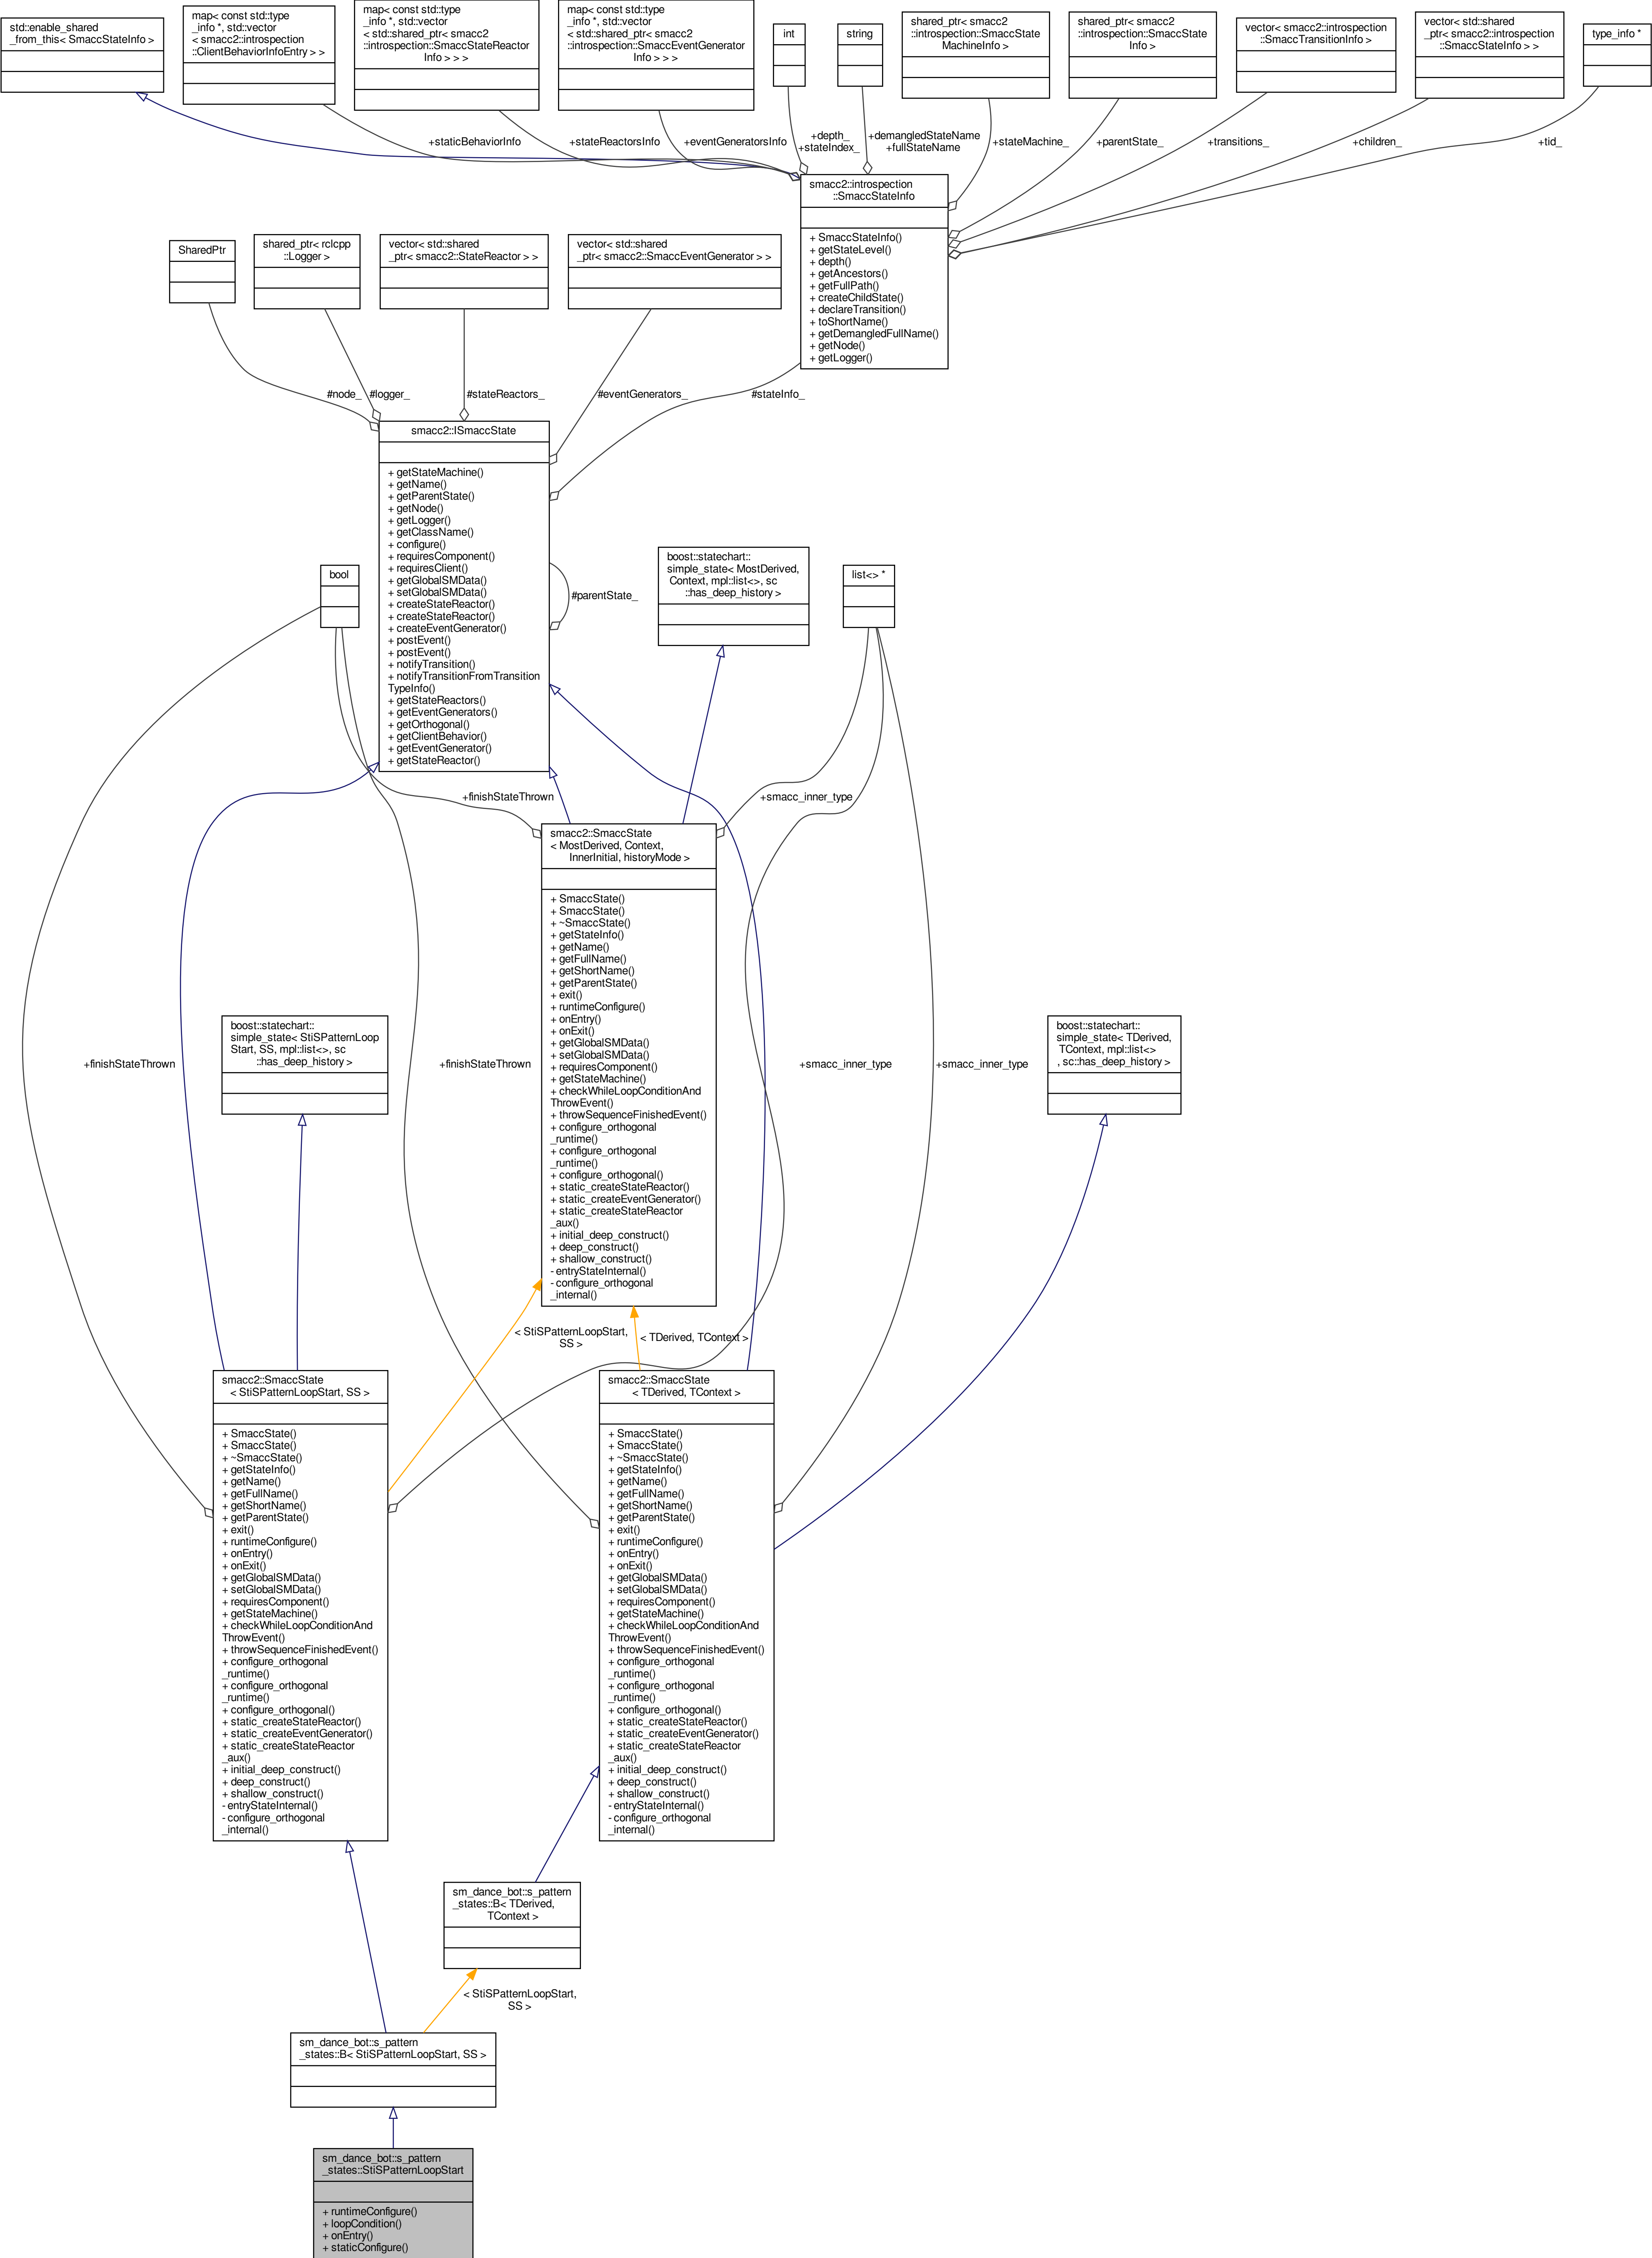 std::enable_shared
_from_this< SmaccStateInfo >
map< const std::type
_info *, std::vector
< smacc2::introspection
::ClientBehaviorInfoEntry > >
map< const std::type
_info *, std::vector
< std::shared_ptr< smacc2
::introspection::SmaccStateReactor
Info > > >
map< const std::type
_info *, std::vector
< std::shared_ptr< smacc2
::introspection::SmaccEventGenerator
Info > > >
int
string
shared_ptr< smacc2
::introspection::SmaccState
MachineInfo >
shared_ptr< smacc2
::introspection::SmaccState
Info >
vector< smacc2::introspection
::SmaccTransitionInfo >
vector< std::shared
_ptr< smacc2::introspection
::SmaccStateInfo > >
type_info *
+staticBehaviorInfo
+stateReactorsInfo
+eventGeneratorsInfo
+depth_
+stateIndex_
+demangledStateName
+fullStateName
+stateMachine_
+parentState_
+transitions_
+children_
+tid_
smacc2::introspection
::SmaccStateInfo
+ SmaccStateInfo()
+ getStateLevel()
+ depth()
+ getAncestors()
+ getFullPath()
+ createChildState()
+ declareTransition()
+ toShortName()
+ getDemangledFullName()
+ getNode()
+ getLogger()
SharedPtr
shared_ptr< rclcpp
::Logger >
vector< std::shared
_ptr< smacc2::StateReactor > >
vector< std::shared
_ptr< smacc2::SmaccEventGenerator > >
#node_
#logger_
#stateReactors_
#eventGenerators_
#stateInfo_
smacc2::ISmaccState
+ getStateMachine()
+ getName()
+ getParentState()
+ getNode()
+ getLogger()
+ getClassName()
+ configure()
+ requiresComponent()
+ requiresClient()
+ getGlobalSMData()
+ setGlobalSMData()
+ createStateReactor()
+ createStateReactor()
+ createEventGenerator()
+ postEvent()
+ postEvent()
+ notifyTransition()
+ notifyTransitionFromTransition
TypeInfo()
+ getStateReactors()
+ getEventGenerators()
+ getOrthogonal()
+ getClientBehavior()
+ getEventGenerator()
+ getStateReactor()
#parentState_
bool
boost::statechart::
simple_state< MostDerived,
Context, mpl::list<>, sc
::has_deep_history >
list<> *
+finishStateThrown
+smacc_inner_type
smacc2::SmaccState
< MostDerived, Context,
InnerInitial, historyMode >
+ SmaccState()
+ SmaccState()
+ ~SmaccState()
+ getStateInfo()
+ getName()
+ getFullName()
+ getShortName()
+ getParentState()
+ exit()
+ runtimeConfigure()
+ onEntry()
+ onExit()
+ getGlobalSMData()
+ setGlobalSMData()
+ requiresComponent()
+ getStateMachine()
+ checkWhileLoopConditionAnd
ThrowEvent()
+ throwSequenceFinishedEvent()
+ configure_orthogonal
_runtime()
+ configure_orthogonal
_runtime()
+ configure_orthogonal()
+ static_createStateReactor()
+ static_createEventGenerator()
+ static_createStateReactor
_aux()
+ initial_deep_construct()
+ deep_construct()
+ shallow_construct()
- entryStateInternal()
- configure_orthogonal
_internal()
boost::statechart::
simple_state< StiSPatternLoop
Start, SS, mpl::list<>, sc
::has_deep_history >
boost::statechart::
simple_state< TDerived,
TContext, mpl::list<>
, sc::has_deep_history >
+finishStateThrown
+finishStateThrown
+smacc_inner_type
+smacc_inner_type
< StiSPatternLoopStart,
SS >
< TDerived, TContext >
smacc2::SmaccState
< StiSPatternLoopStart, SS >
+ SmaccState()
+ SmaccState()
+ ~SmaccState()
+ getStateInfo()
+ getName()
+ getFullName()
+ getShortName()
+ getParentState()
+ exit()
+ runtimeConfigure()
+ onEntry()
+ onExit()
+ getGlobalSMData()
+ setGlobalSMData()
+ requiresComponent()
+ getStateMachine()
+ checkWhileLoopConditionAnd
ThrowEvent()
+ throwSequenceFinishedEvent()
+ configure_orthogonal
_runtime()
+ configure_orthogonal
_runtime()
+ configure_orthogonal()
+ static_createStateReactor()
+ static_createEventGenerator()
+ static_createStateReactor
_aux()
+ initial_deep_construct()
+ deep_construct()
+ shallow_construct()
- entryStateInternal()
- configure_orthogonal
_internal()
smacc2::SmaccState
< TDerived, TContext >
+ SmaccState()
+ SmaccState()
+ ~SmaccState()
+ getStateInfo()
+ getName()
+ getFullName()
+ getShortName()
+ getParentState()
+ exit()
+ runtimeConfigure()
+ onEntry()
+ onExit()
+ getGlobalSMData()
+ setGlobalSMData()
+ requiresComponent()
+ getStateMachine()
+ checkWhileLoopConditionAnd
ThrowEvent()
+ throwSequenceFinishedEvent()
+ configure_orthogonal
_runtime()
+ configure_orthogonal
_runtime()
+ configure_orthogonal()
+ static_createStateReactor()
+ static_createEventGenerator()
+ static_createStateReactor
_aux()
+ initial_deep_construct()
+ deep_construct()
+ shallow_construct()
- entryStateInternal()
- configure_orthogonal
_internal()
sm_dance_bot::s_pattern
_states::B< TDerived,
TContext >
< StiSPatternLoopStart,
SS >
sm_dance_bot::s_pattern
_states::B< StiSPatternLoopStart, SS >
sm_dance_bot::s_pattern
_states::StiSPatternLoopStart
+ runtimeConfigure()
+ loopCondition()
+ onEntry()
+ staticConfigure()